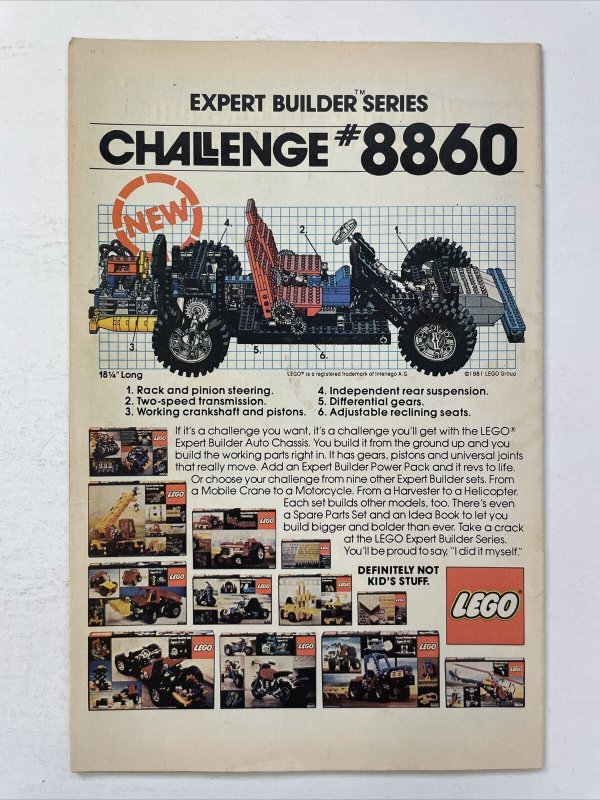 EXPERT BUILDER™ SERIES
CHALLENGE #8860
NEW
4.
2.
1.
3.
5.
6.
18¼" Long
LEGO® is a registered trademark of Interlego A.G.
©1981 LEGO Group
1. Rack and pinion steering.
2. Two-speed transmission.
3. Working crankshaft and pistons.
4. Independent rear suspension.
5. Differential gears.
6. Adjustable reclining seats.
If it's a challenge you want, it's a challenge you'll get with the LEGO®
Expert Builder Auto Chassis. You build it from the ground up and you
build the working parts right in. It has gears, pistons and universal joints
that really move. Add an Expert Builder Power Pack and it revs to life.
Or choose your challenge from nine other Expert Builder sets. From
a Mobile Crane to a Motorcycle. From a Harvester to a Helicopter.
Each set builds other models, too. There's even
a Spare Parts Set and an Idea Book to let you
build bigger and bolder than ever. Take a crack
at the LEGO Expert Builder Series.
You'll be proud to say, "I did it myself."
DEFINITELY NOT
KID'S STUFF.
LEGO
LEGO
LEGO
LEGO
LEGO
LEGO
LEGO
LEGO
LEGO